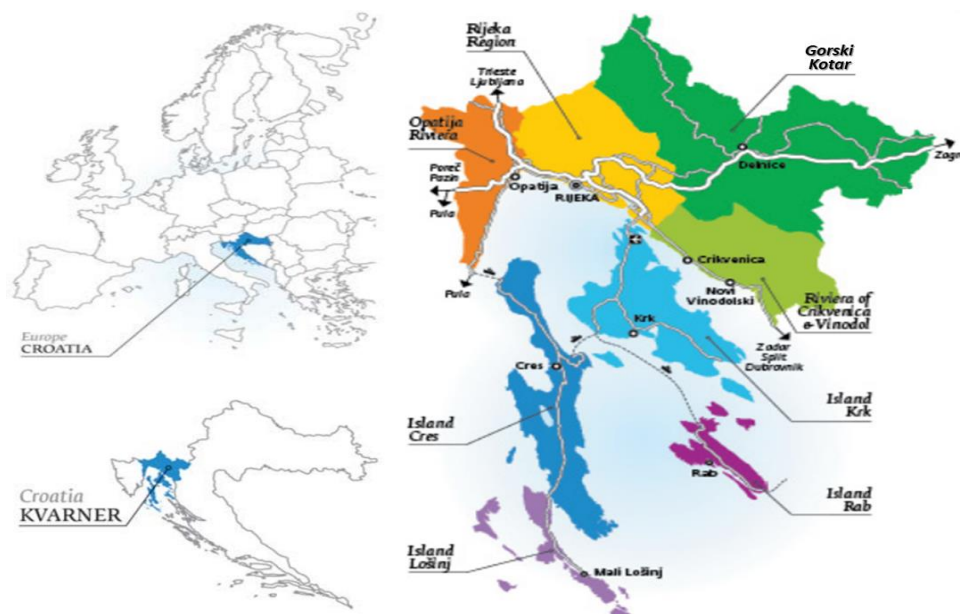 Europe
CROATIA
Croatia
KVARNER
Rijeka
Region
Gorski
Kotar
Trieste
Ljubljana
Opatija
Riviera
Delnice
Zagr
Poreč
Pazin
Opatija
RIJEKA
Pula
Crikvenica
Pula
Novi
Vinodolski
Riviera of
Crikvenica
&Vinodol
Krk
Zadar
Split
Dubrovnik
Cres
Island
Krk
Island
Cres
Rab
Island
Rab
Island
Lošinj
Mali Lošinj